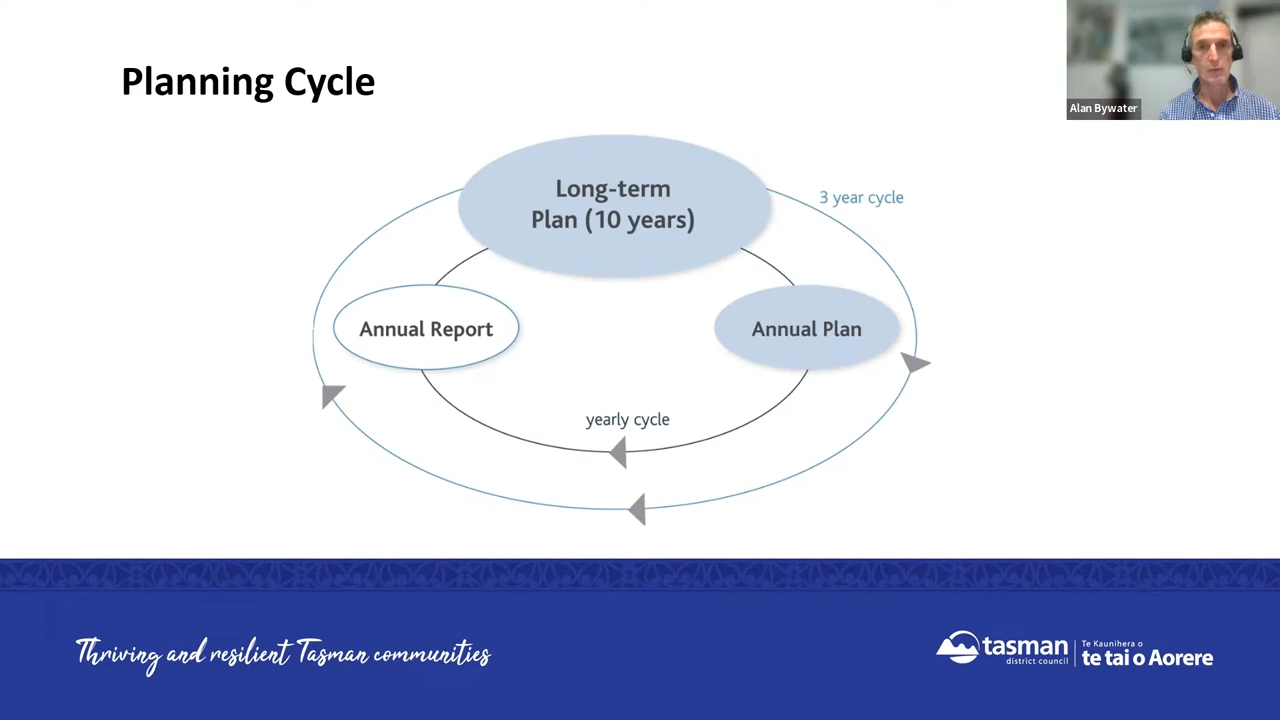 Planning Cycle
Alan Bywater
Long-term
Plan (10 years)
3 year cycle
Annual Report
Annual Plan
yearly cycle
Thriving and resilient Tasman communities
tasman
district council
Te Kaunihera o
te tai o Aorere